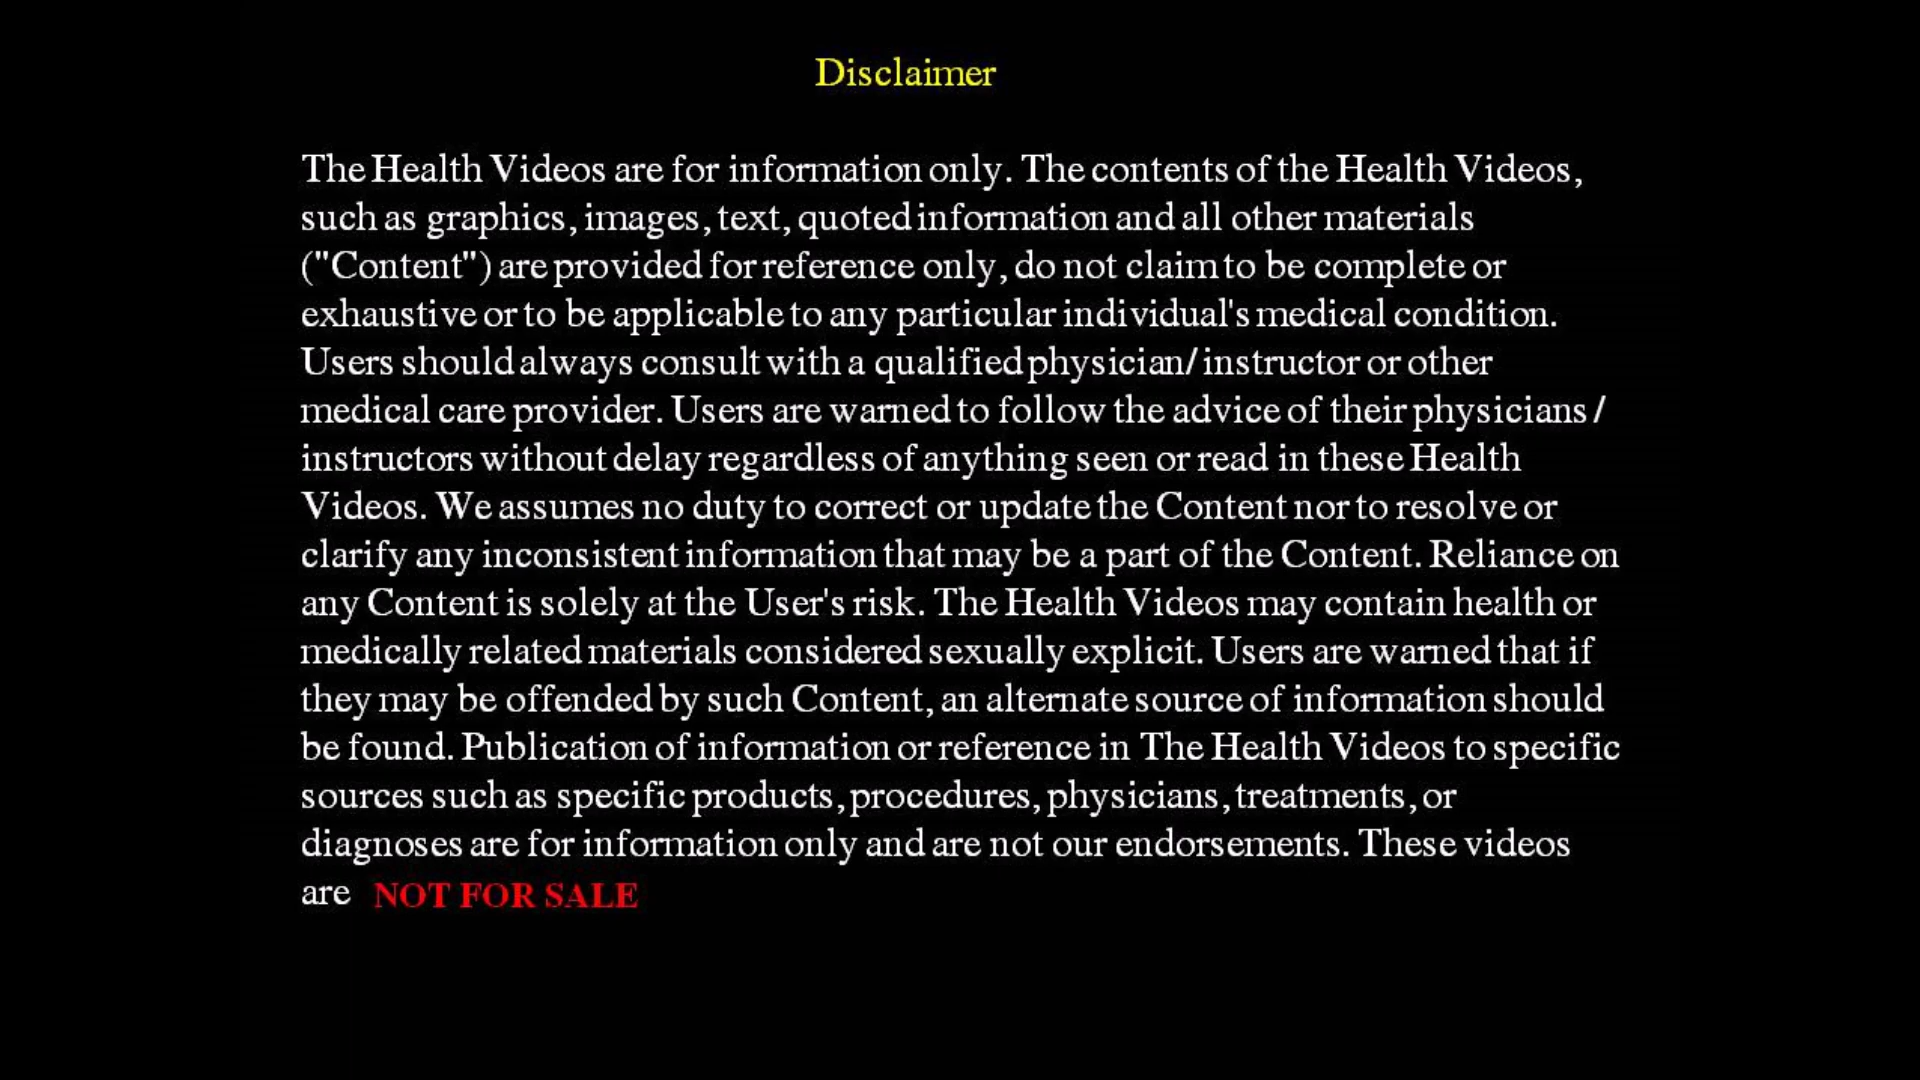 Disclaimer
The Health Videos are for information only. The contents of the Health Videos,
such as graphics, images, text, quoted information and all other materials
("Content") are provided for reference only, do not claim to be complete or
exhaustive or to be applicable to any particular individual's medical condition.
Users should always consult with a qualified physician/ instructor or other
medical care provider. Users are warned to follow the advice of their physicians /
instructors without delay regardless of anything seen or read in these Health
Videos. We assumes no duty to correct or update the Content nor to resolve or
clarify any inconsistent information that may be a part of the Content. Reliance on
any Content is solely at the User's risk. The Health Videos may contain health or
medically related materials considered sexually explicit. Users are warned that if
they may be offended by such Content, an alternate source of information should
be found. Publication of information or reference in The Health Videos to specific
sources such as specific products, procedures, physicians, treatments, or
diagnoses are for information only and are not our endorsements. These videos
are NOT FOR SALE